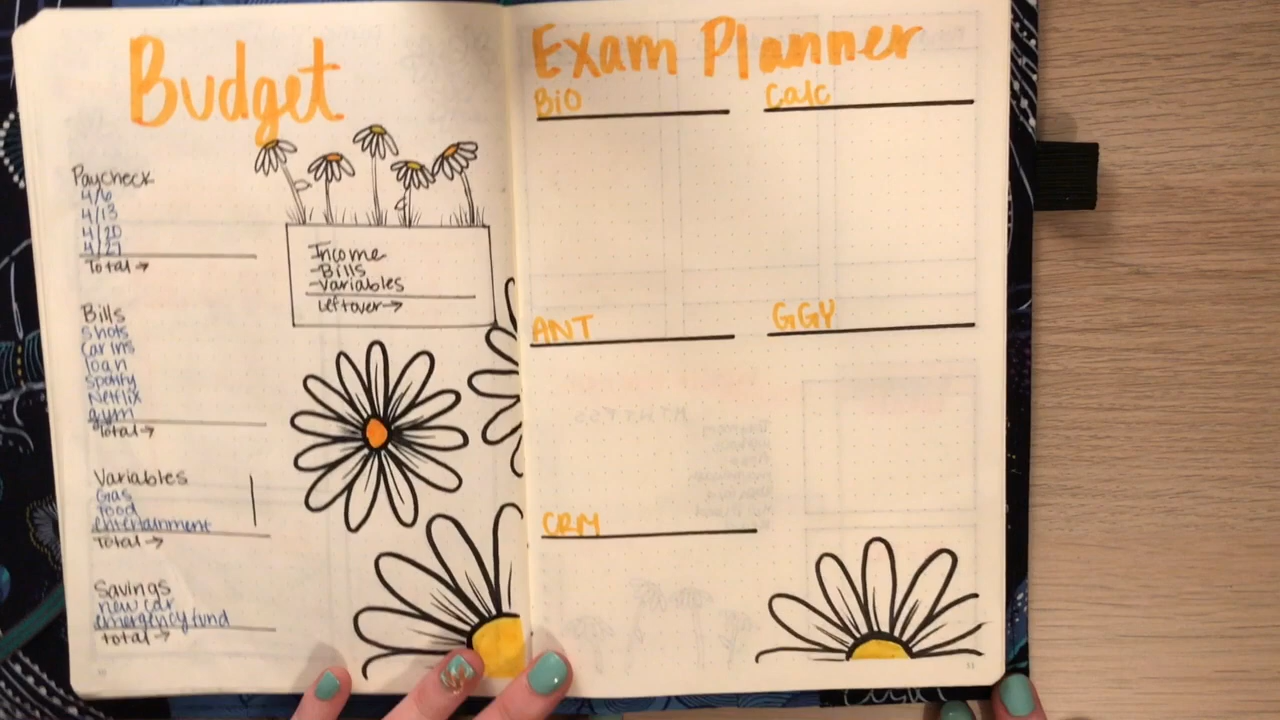 Budget
Paycheck
4/6
4/13
4/20
4/27
Total →
Income
-Bills
-Variables
Leftover →
Bills
shots
car ins
loan
spotify
Netflix
gym
Total →
Variables
Gas
food
entertainment
Total →
Savings
new car
emergency fund
total →
Exam Planner
BiO
Calc
ANT
GGY
CRM